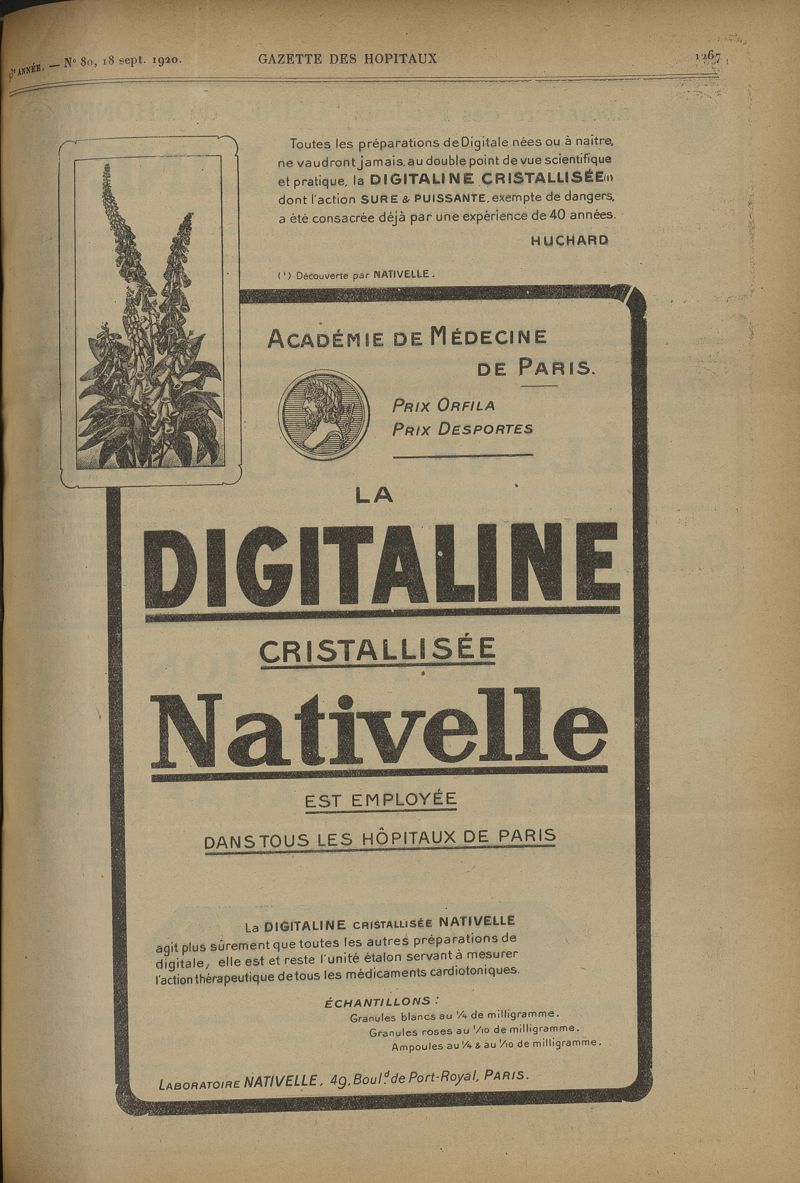 ANNÉE. — N° 80, 18 sept. 1920. GAZETTE DES HOPITAUX 1267
Toutes les préparations de Digitale nées ou à naître,
ne vaudront jamais, au double point de vue scientifique
et pratique, la DIGITALINE CRISTALLISÉE(1)
dont l'action SURE & PUISSANTE, exempte de dangers,
a été consacrée déjà par une expérience de 40 années.
HUCHARD
(1) Découverte par NATIVELLE.
ACADÉMIE DE MÉDECINE
DE PARIS.
PRIX ORFILA
PRIX DESPORTES
LA
DIGITALINE
CRISTALLISÉE
Nativelle
EST EMPLOYÉE
DANS TOUS LES HÔPITAUX DE PARIS
La DIGITALINE CRISTALLISÉE NATIVELLE
agit plus sûrement que toutes les autres préparations de
digitale, elle est et reste l'unité étalon servant à mesurer
l'action thérapeutique de tous les médicaments cardiotoniques.
ÉCHANTILLONS :
Granules blancs au 1/4 de milligramme.
Granules roses au 1/10 de milligramme.
Ampoules au 1/4 & au 1/10 de milligramme.
LABORATOIRE NATIVELLE, 49, Boul.d de Port-Royal, PARIS.